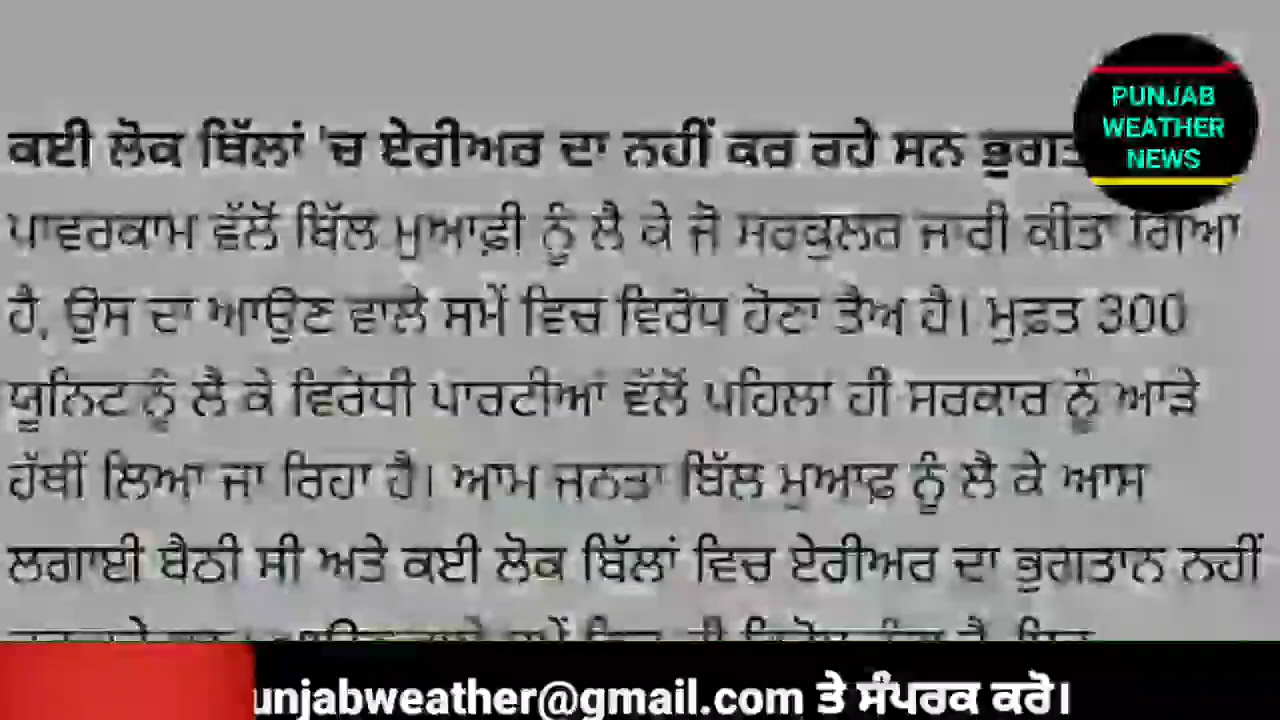 PUNJAB
WEATHER
NEWS
ਕਈ ਲੋਕ ਬਿੱਲਾਂ 'ਚ ਏਰੀਅਰ ਦਾ ਨਹੀਂ ਕਰ ਰਹੇ ਸਨ
ਪਾਵਰਕਾਮ ਵੱਲੋਂ ਬਿੱਲ ਮੁਆਫ਼ੀ ਨੂੰ ਲੈ ਕੇ ਜੋ ਸਰਕੁਲਰ ਜਾਰੀ ਕੀਤਾ ਗਿਆ
ਹੈ, ਉਸ ਦਾ ਆਉਣ ਵਾਲੇ ਸਮੇਂ ਵਿਚ ਵਿਰੋਧ ਹੋਣਾ ਤੈਅ ਹੈ। ਮੁਫ਼ਤ 300
ਯੂਨਿਟ ਨੂੰ ਲੈ ਕੇ ਵਿਰੋਧੀ ਪਾਰਟੀਆਂ ਵੱਲੋਂ ਪਹਿਲਾ ਹੀ ਸਰਕਾਰ ਨੂੰ ਆੜੇ
ਹੱਥੀਂ ਲਿਆ ਜਾ ਰਿਹਾ ਹੈ। ਆਮ ਜਨਤਾ ਬਿੱਲ ਮੁਆਫ਼ ਨੂੰ ਲੈ ਕੇ ਆਸ
ਲਗਾਈ ਬੈਠੀ ਸੀ ਅਤੇ ਕਈ ਲੋਕ ਬਿੱਲਾਂ ਵਿਚ ਏਰੀਅਰ ਦਾ ਭੁਗਤਾਨ ਨਹੀਂ
unjabweather@gmail.com ਤੇ ਸੰਪਰਕ ਕਰੋ।